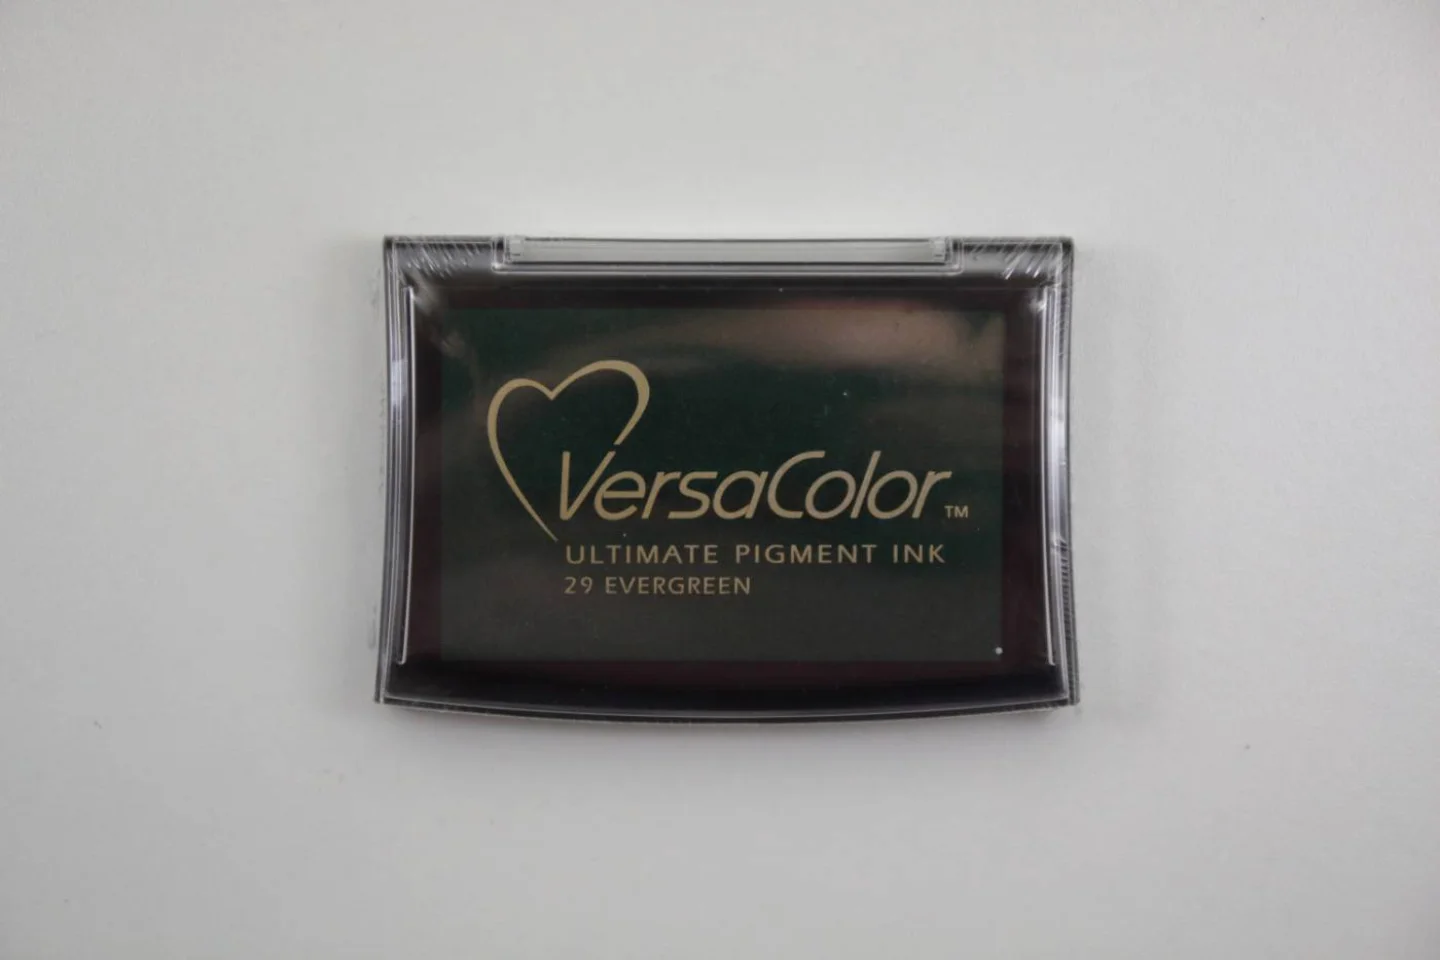 VersaColor™
ULTIMATE PIGMENT INK
29 EVERGREEN